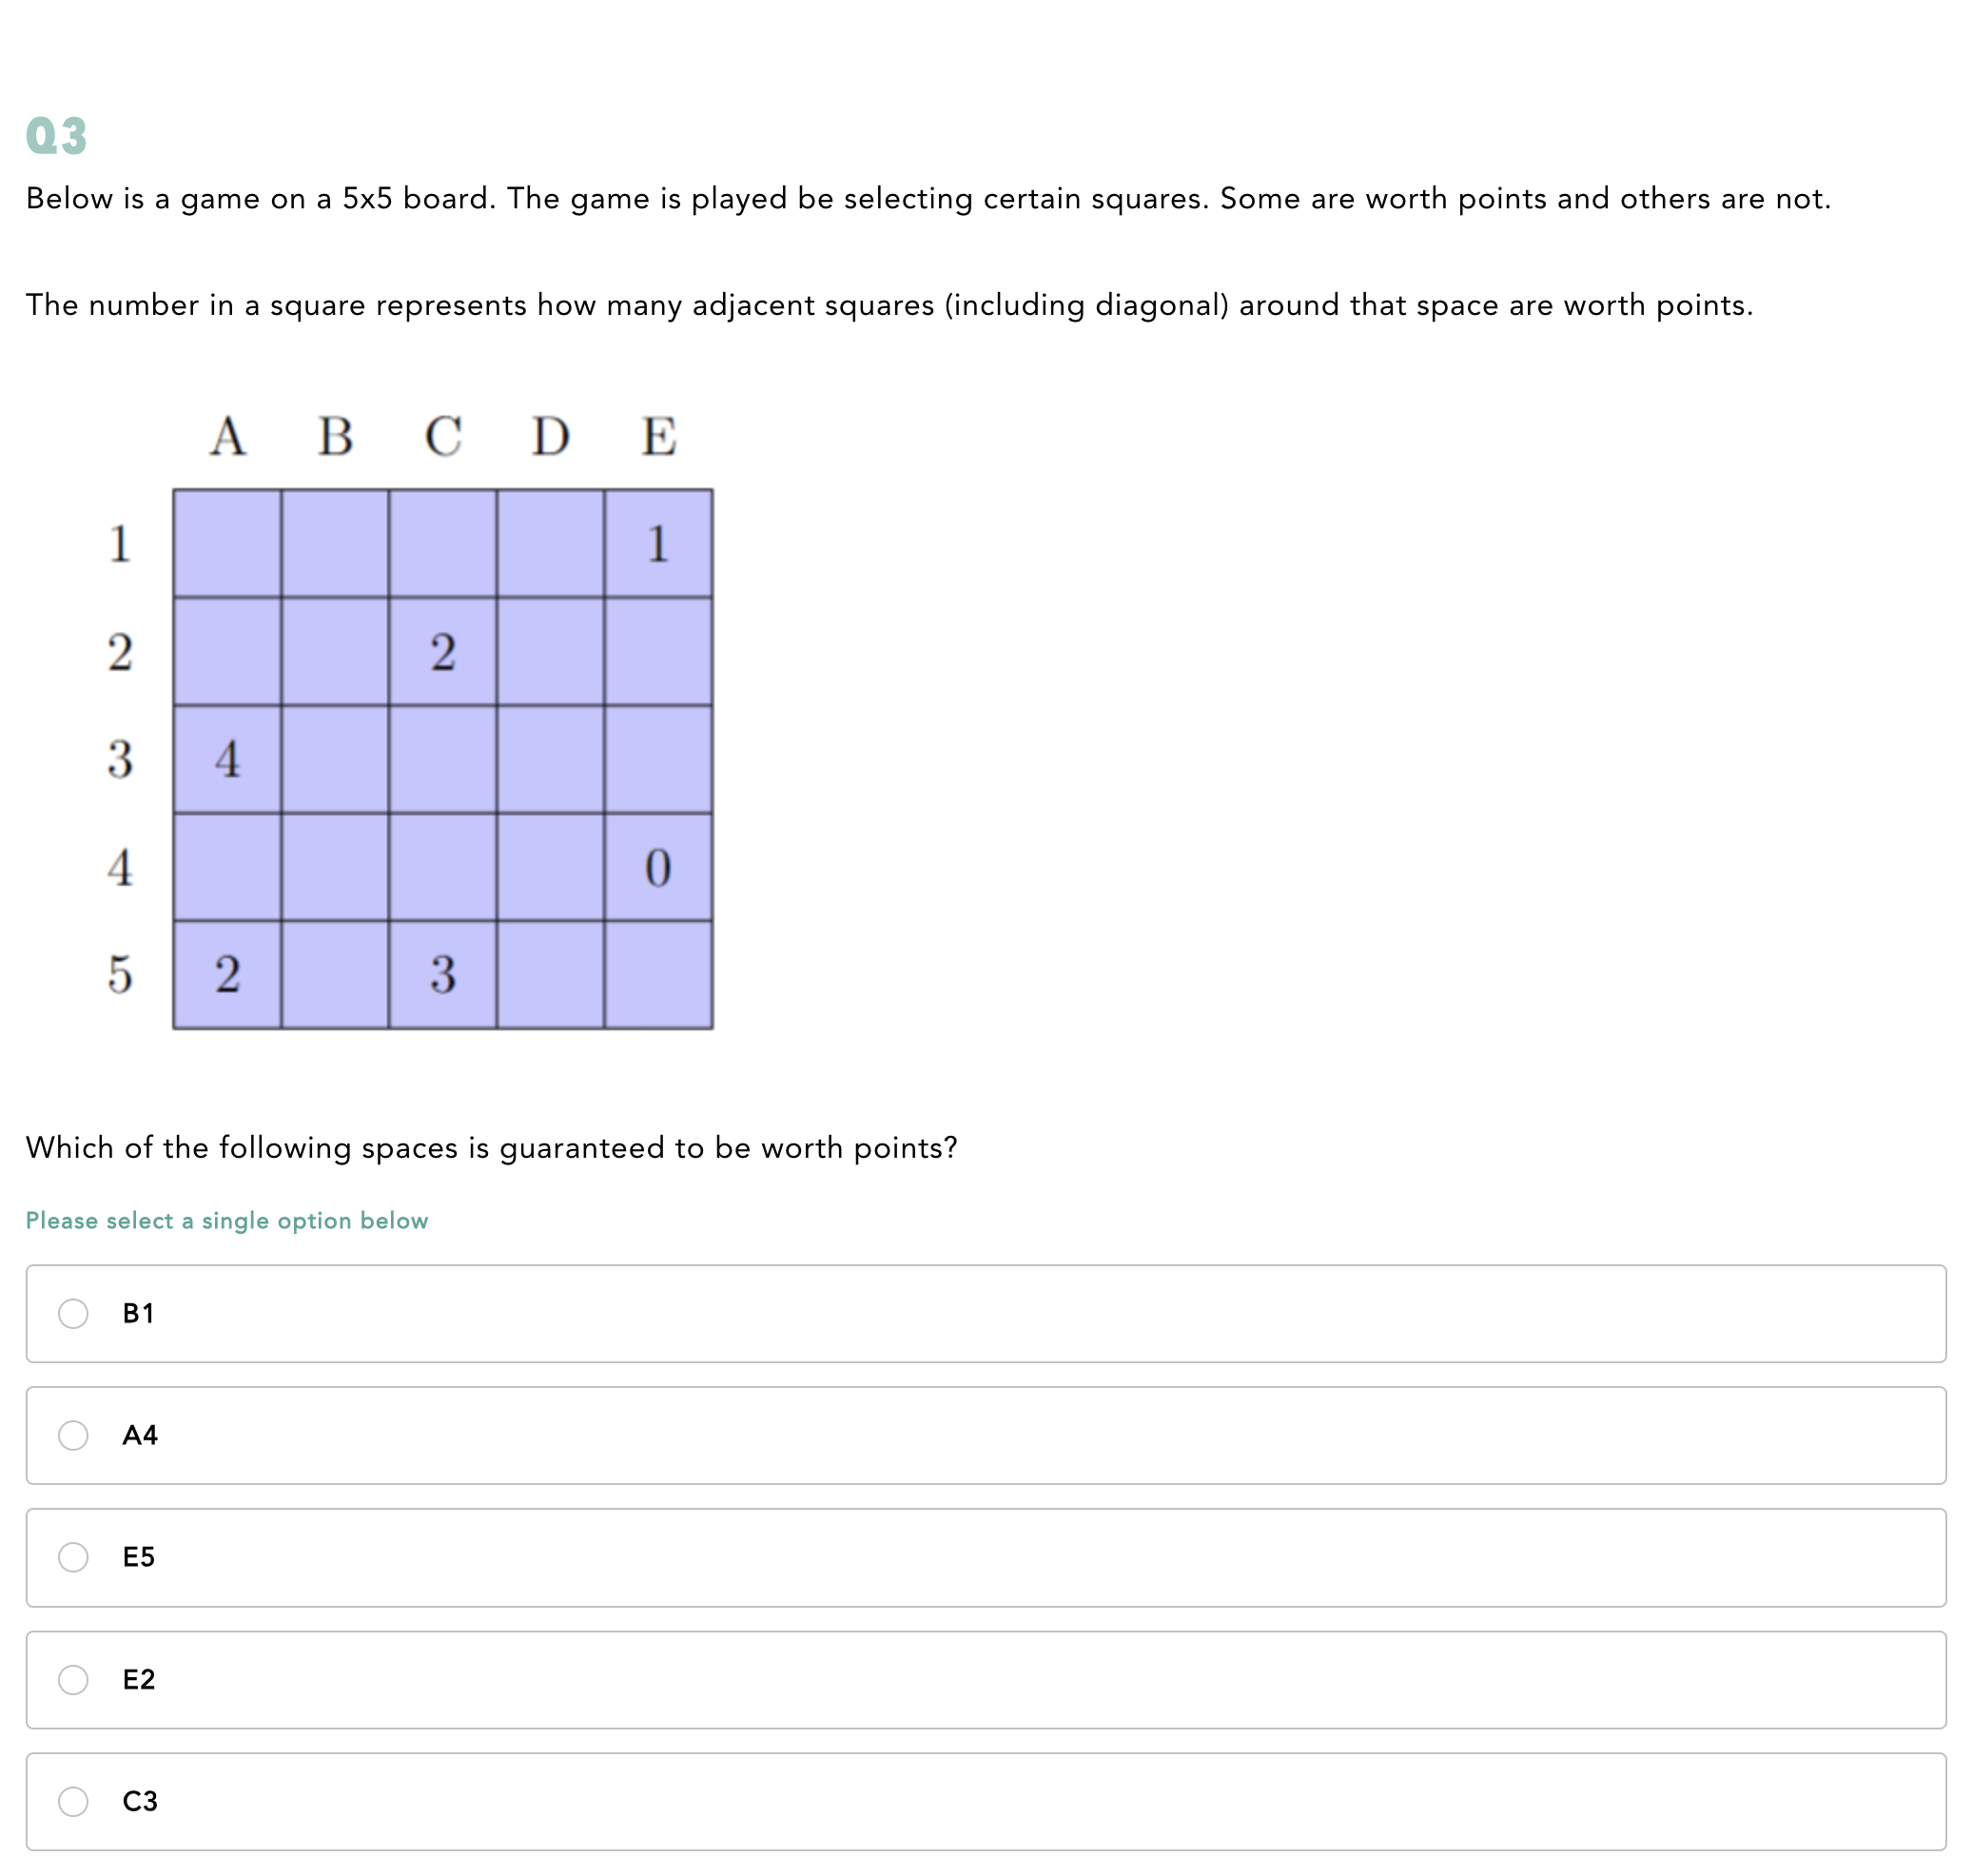 Q3
Below is a game on a 5x5 board. The game is played be selecting certain squares. Some are worth points and others are not.
The number in a square represents how many adjacent squares (including diagonal) around that space are worth points.
A B C D E
1 1
2 2
3 4
4 0
5 2 3
Which of the following spaces is guaranteed to be worth points?
Please select a single option below
B1
A4
E5
E2
C3